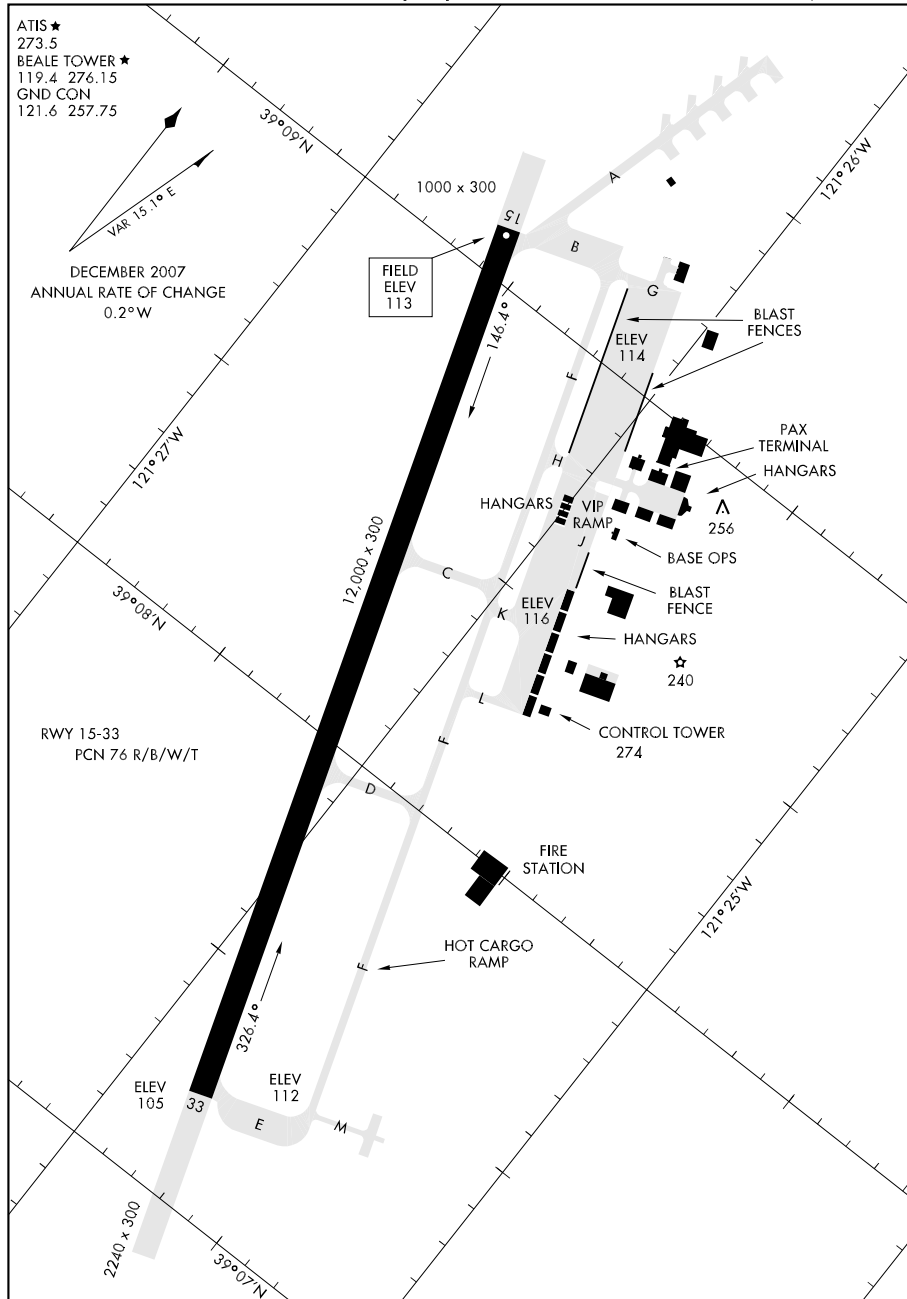 ATIS ★
273.5
BEALE TOWER ★
119.4 276.15
GND CON
121.6 257.75
VAR 15.1° E
DECEMBER 2007
ANNUAL RATE OF CHANGE
0.2° W
39°09'N
121° 26'W
1000 x 300
A
15
B
FIELD
ELEV
113
G
BLAST
FENCES
146.4°
ELEV
114
F
121° 27'W
PAX
TERMINAL
HANGARS
H
HANGARS
VIP
RAMP
256
J
BASE OPS
12,000 x 300
C
BLAST
FENCE
39°08'N
K
ELEV
116
HANGARS
240
L
RWY 15-33
PCN 76 R/B/W/T
F
CONTROL TOWER
274
D
FIRE
STATION
121° 25'W
HOT CARGO
RAMP
F
326.4°
ELEV
105
33
ELEV
112
E
M
2240 x 300
39°07'N